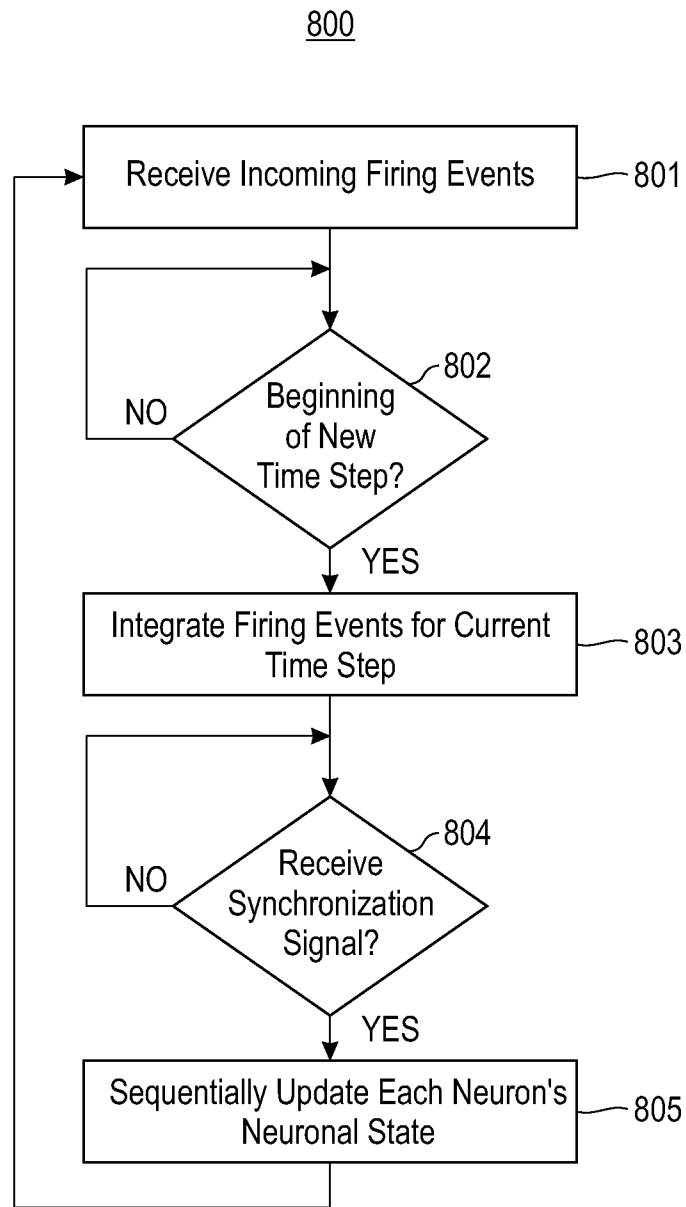 800
Receive Incoming Firing Events
801
802
Beginning
of New
Time Step?
NO
YES
Integrate Firing Events for Current
Time Step
803
804
Receive
Synchronization
Signal?
NO
YES
Sequentially Update Each Neuron's
Neuronal State
805